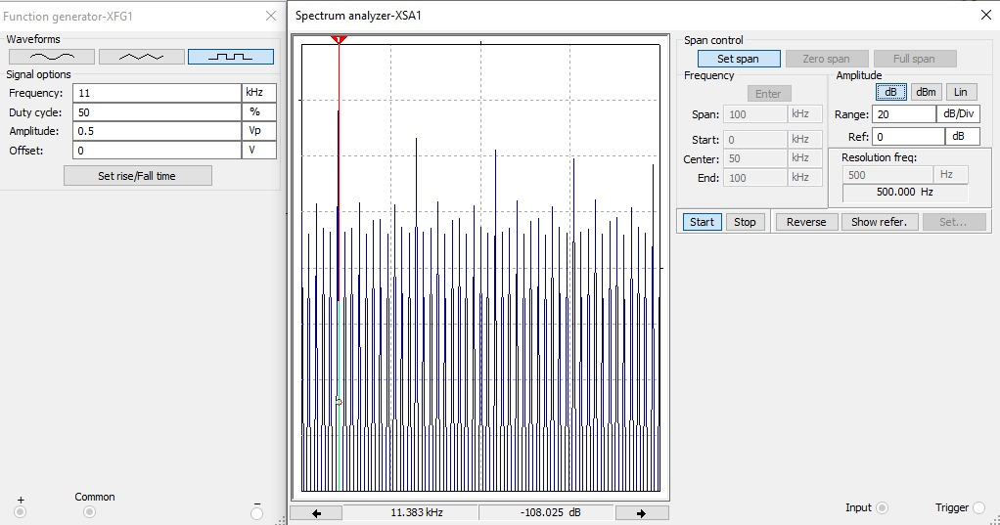 Function generator-XFG1
Waveforms
Signal options
Frequency: 11 kHz
Duty cycle: 50 %
Amplitude: 0.5 Vp
Offset: 0 V
Set rise/Fall time
+
Common
–
Spectrum analyzer-XSA1
1
11.383 kHz -108.025 dB
Span control
Set span Zero span Full span
Frequency
Enter
Span: 100 kHz
Start: 0 kHz
Center: 50 kHz
End: 100 kHz
Amplitude
dB dBm Lin
Range: 20 dB/Div
Ref: 0 dB
Resolution freq:
500 Hz
500.000 Hz
Start Stop Reverse Show refer. Set...
Input Trigger